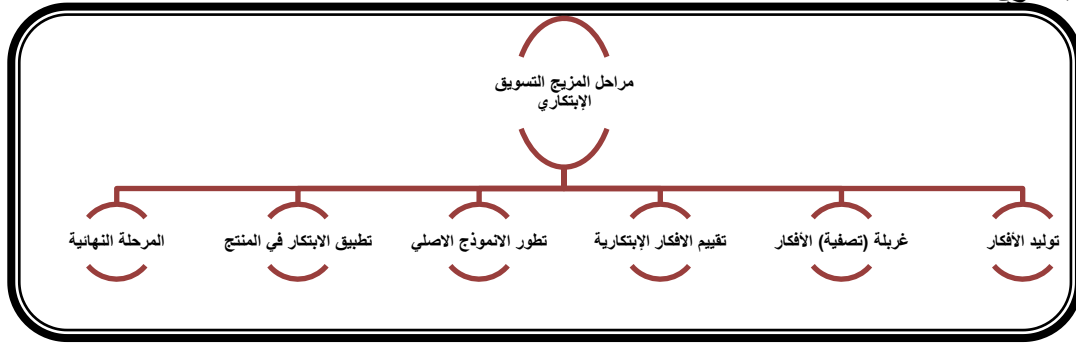 مراحل المزيج التسويق
الإبتكاري
توليد الأفكار
غربلة (تصفية) الأفكار
تقييم الافكار الإبتكارية
تطور الانموذج الاصلي
تطبيق الابتكار في المنتج
المرحلة النهائية